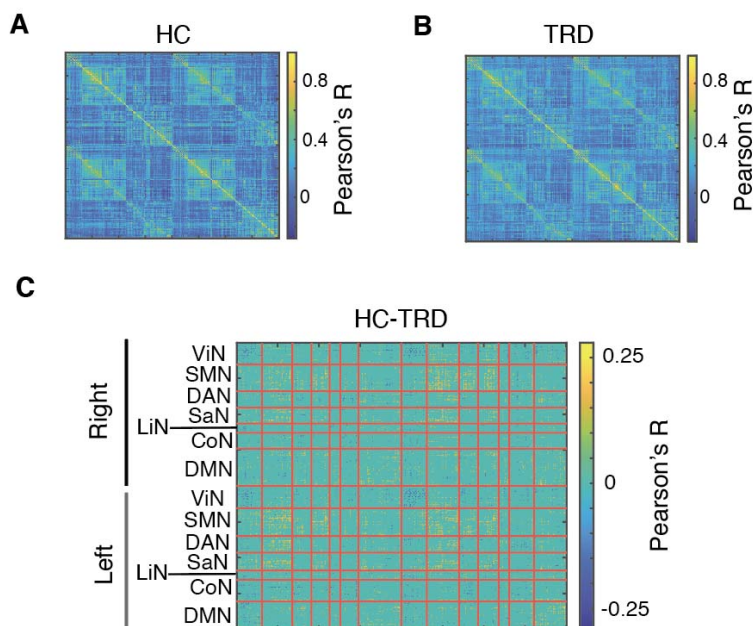 A
HC
0.8
0.4
0
Pearson's R
B
TRD
0.8
0.4
0
Pearson's R
C
HC-TRD
Right
ViN
SMN
DAN
SaN
LiN
CoN
DMN
Left
ViN
SMN
DAN
SaN
LiN
CoN
DMN
0.25
0
-0.25
Pearson's R